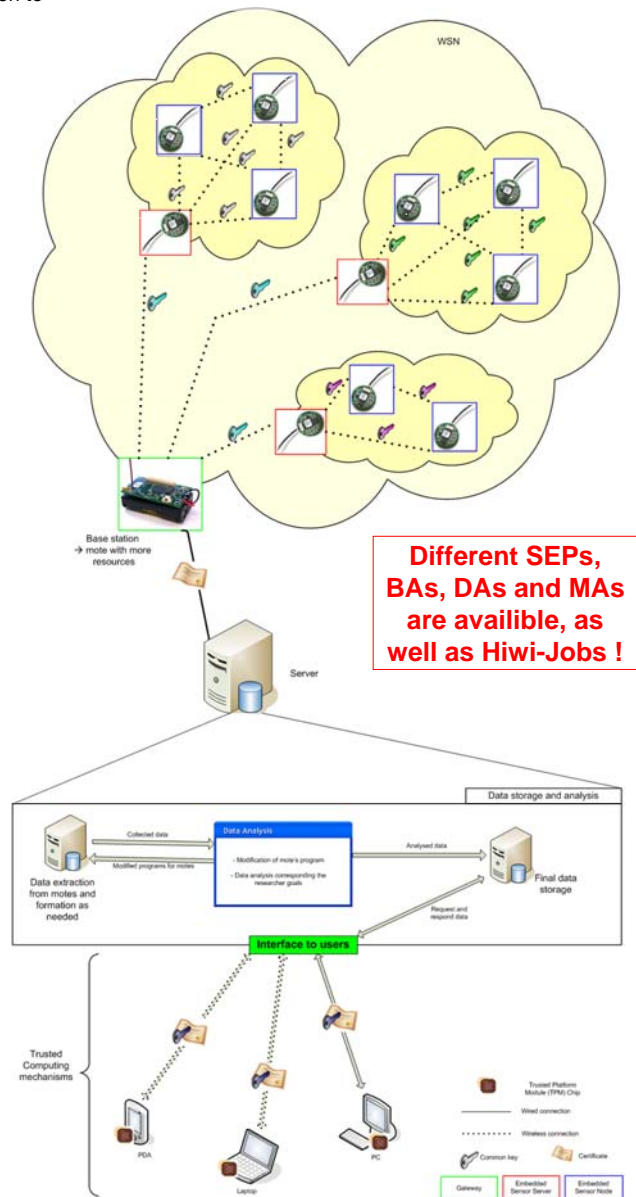 WSN
Base station
→ mote with more
resources
Different SEPs,
BAs, DAs and MAs
are availible, as
well as Hiwi-Jobs !
Server
Data storage and analysis
Collected data
Modified programs for motes
Data extraction
from motes and
formation as
needed
Data Analysis
- Modification of mote's program
- Data analysis corresponding the
researcher goals
Analysed data
Final data
storage
Request and
respond data
Interface to users
Trusted
Computing
mechanisms
PDA
Laptop
PC
Trusted Platform
Module (TPM) Chip
Wired connection
Wireless connection
Common key
Certificate
Gateway
Embedded
Sensor Server
Embedded
Sensor Node